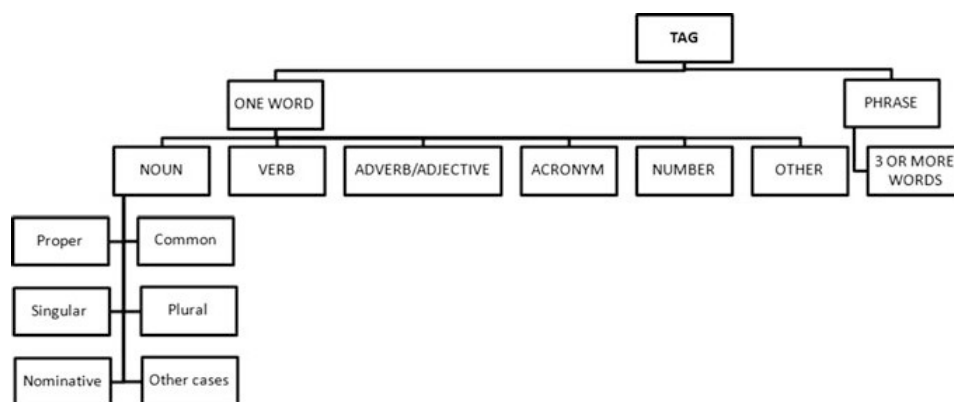 TAG
ONE WORD
PHRASE
NOUN
VERB
ADVERB/ADJECTIVE
ACRONYM
NUMBER
OTHER
3 OR MORE
WORDS
Proper
Common
Singular
Plural
Nominative
Other cases